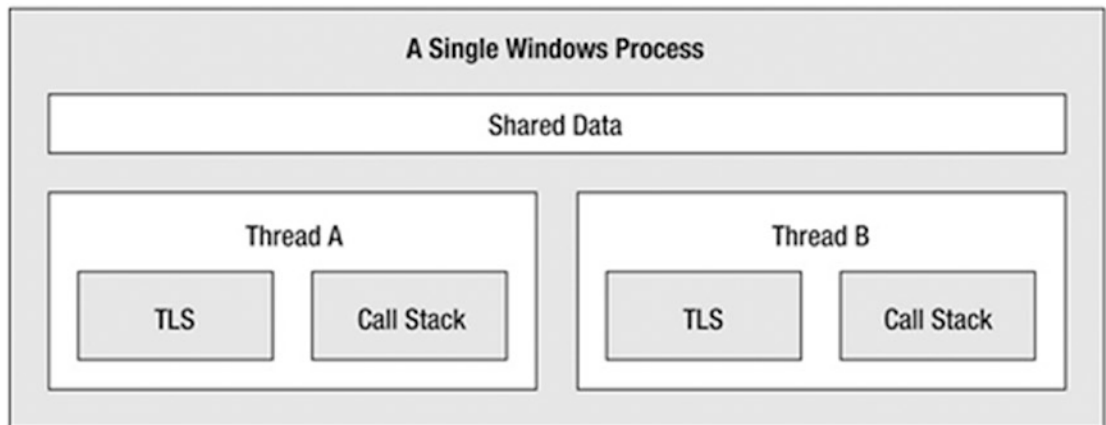 A Single Windows Process
Shared Data
Thread A
Thread B
TLS
Call Stack
TLS
Call Stack